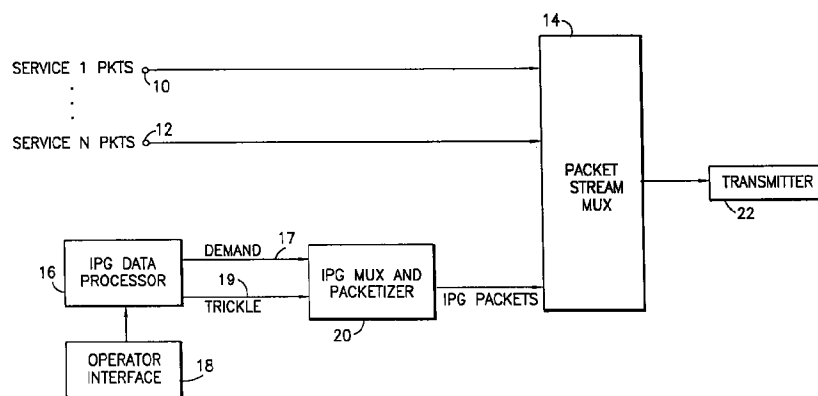 14
SERVICE 1 PKTS
10
.
.
.
SERVICE N PKTS
12
PACKET
STREAM
MUX
TRANSMITTER
22
IPG DATA
PROCESSOR
16
DEMAND
17
19
TRICKLE
IPG MUX AND
PACKETIZER
20
IPG PACKETS
OPERATOR
INTERFACE
18